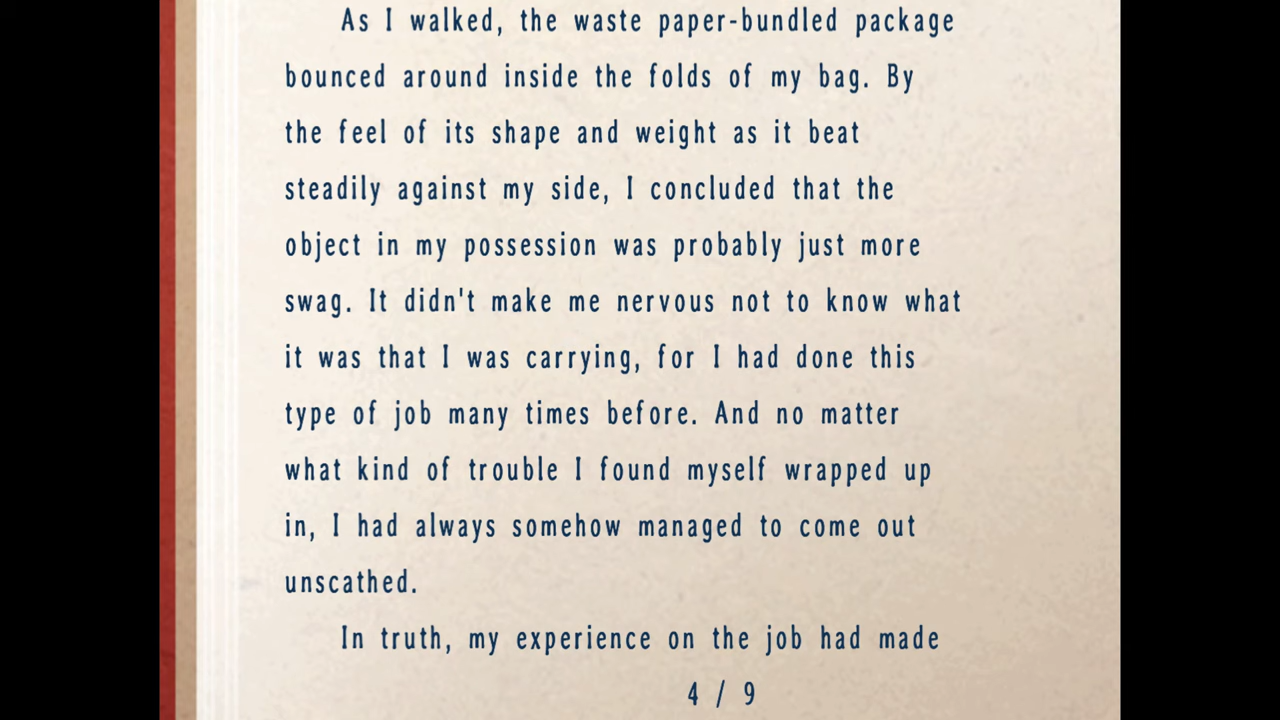 As I walked, the waste paper-bundled package
bounced around inside the folds of my bag. By
the feel of its shape and weight as it beat
steadily against my side, I concluded that the
object in my possession was probably just more
swag. It didn't make me nervous not to know what
it was that I was carrying, for I had done this
type of job many times before. And no matter
what kind of trouble I found myself wrapped up
in, I had always somehow managed to come out
unscathed.
In truth, my experience on the job had made
4 / 9